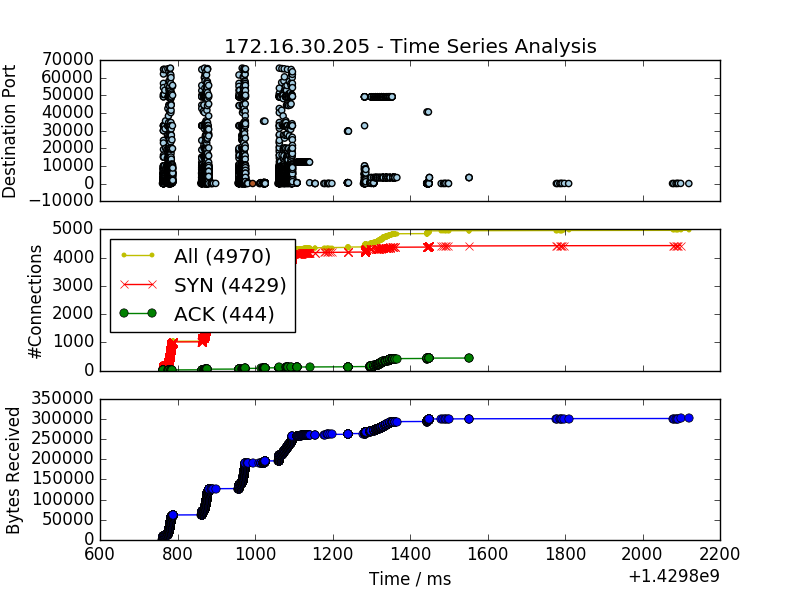 172.16.30.205 - Time Series Analysis
70000
60000
50000
40000
30000
20000
10000
0
−10000
Destination Port
5000
4000
3000
2000
1000
0
#Connections
All (4970)
SYN (4429)
ACK (444)
350000
300000
250000
200000
150000
100000
50000
0
Bytes Received
600 800 1000 1200 1400 1600 1800 2000 2200
Time / ms
+1.4298e9